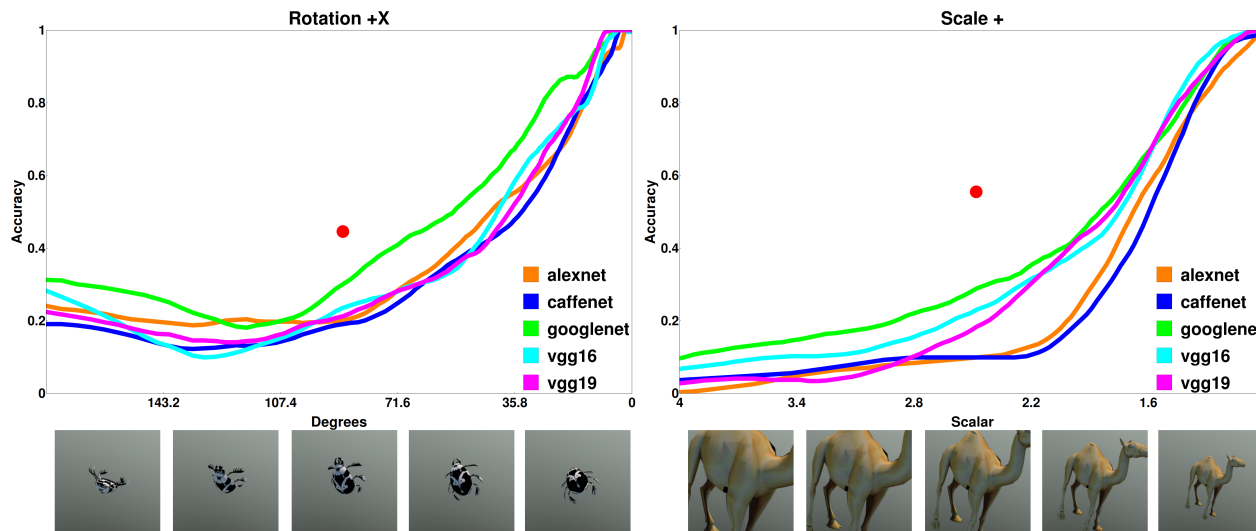 Rotation +X
1
0.8
0.6
0.4
0.2
0
Accuracy
alexnet
caffenet
googlenet
vgg16
vgg19
143.2
107.4
71.6
35.8
0
Degrees
Scale +
1
0.8
0.6
0.4
0.2
0
Accuracy
alexnet
caffenet
googlenet
vgg16
vgg19
4
3.4
2.8
2.2
1.6
Scalar